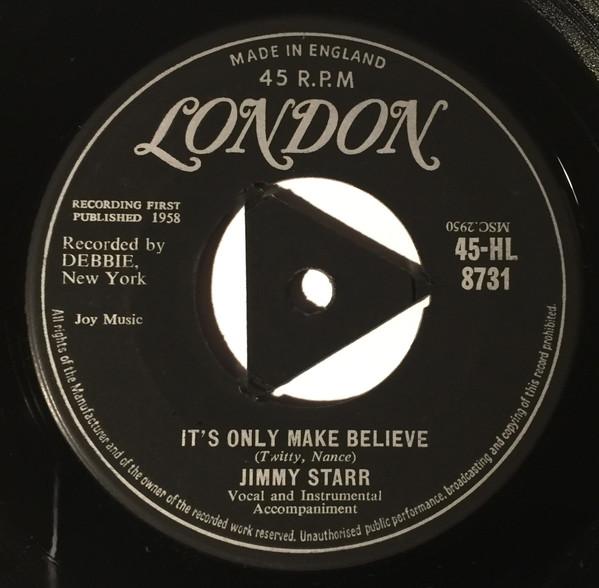 MADE IN ENGLAND
45 R.P.M
LONDON
RECORDING FIRST
PUBLISHED 1958
Recorded by
DEBBIE,
New York
Joy Music
MSC.2950
45-HL
8731
IT'S ONLY MAKE BELIEVE
(Twitty, Nance)
JIMMY STARR
Vocal and Instrumental
Accompaniment
All rights of the Manufacturer and of the owner of the recorded work reserved. Unauthorised public performance, broadcasting and copying of this record prohibited.